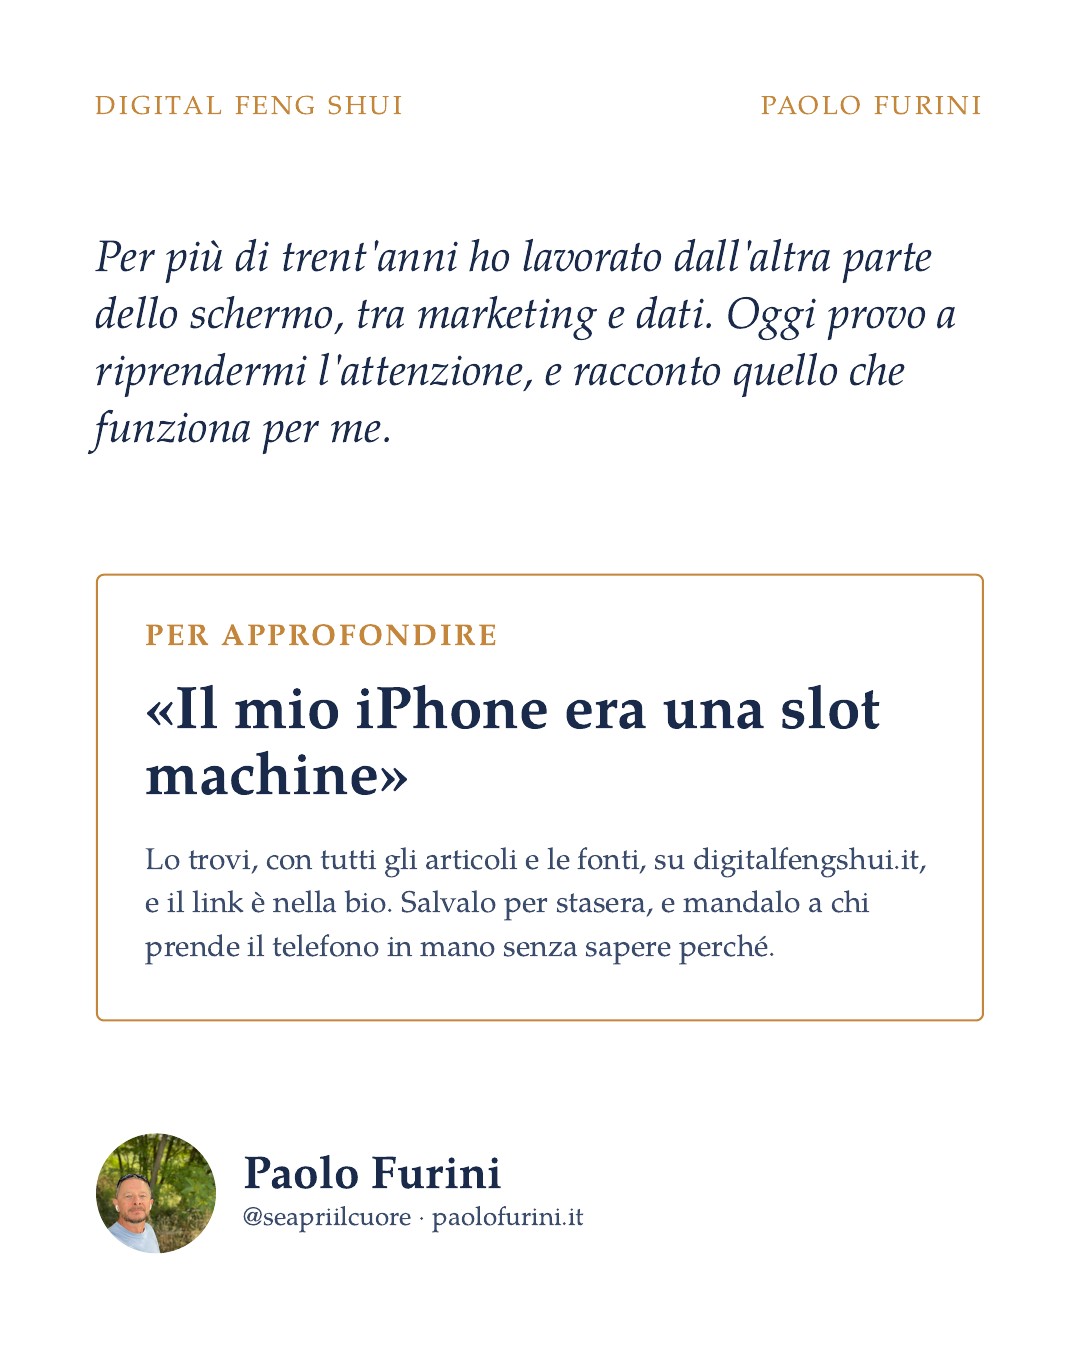 DIGITAL FENG SHUI
PAOLO FURINI
Per più di trent'anni ho lavorato dall'altra parte
dello schermo, tra marketing e dati. Oggi provo a
riprendermi l'attenzione, e racconto quello che
funziona per me.
PER APPROFONDIRE
«Il mio iPhone era una slot
machine»
Lo trovi, con tutti gli articoli e le fonti, su digitalfengshui.it,
e il link è nella bio. Salvalo per stasera, e mandalo a chi
prende il telefono in mano senza sapere perché.
Paolo Furini
@seapriilcuore · paolofurini.it